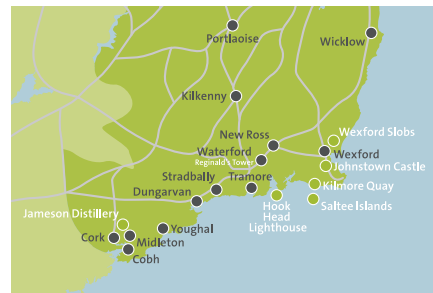 Portlaoise
Wicklow
Kilkenny
New Ross
Wexford Slobs
Waterford
Wexford
Reginald's Tower
Johnstown Castle
Stradbally
Tramore
Kilmore Quay
Dungarvan
Saltee Islands
Hook
Head
Lighthouse
Jameson Distillery
Youghal
Cork
Midleton
Cobh